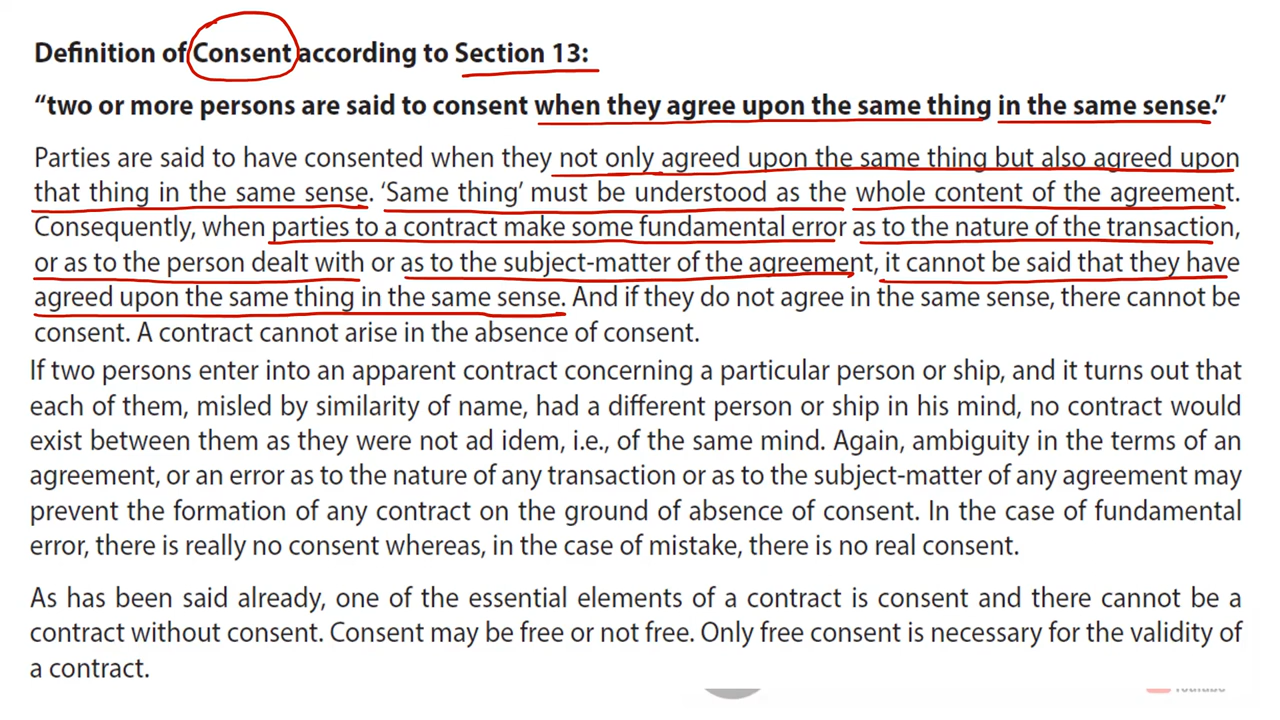 Definition of Consent according to Section 13:
“two or more persons are said to consent when they agree upon the same thing in the same sense.”
Parties are said to have consented when they not only agreed upon the same thing but also agreed upon
that thing in the same sense. ‘Same thing’ must be understood as the whole content of the agreement.
Consequently, when parties to a contract make some fundamental error as to the nature of the transaction,
or as to the person dealt with or as to the subject-matter of the agreement, it cannot be said that they have
agreed upon the same thing in the same sense. And if they do not agree in the same sense, there cannot be
consent. A contract cannot arise in the absence of consent.
If two persons enter into an apparent contract concerning a particular person or ship, and it turns out that
each of them, misled by similarity of name, had a different person or ship in his mind, no contract would
exist between them as they were not ad idem, i.e., of the same mind. Again, ambiguity in the terms of an
agreement, or an error as to the nature of any transaction or as to the subject-matter of any agreement may
prevent the formation of any contract on the ground of absence of consent. In the case of fundamental
error, there is really no consent whereas, in the case of mistake, there is no real consent.
As has been said already, one of the essential elements of a contract is consent and there cannot be a
contract without consent. Consent may be free or not free. Only free consent is necessary for the validity of
a contract.